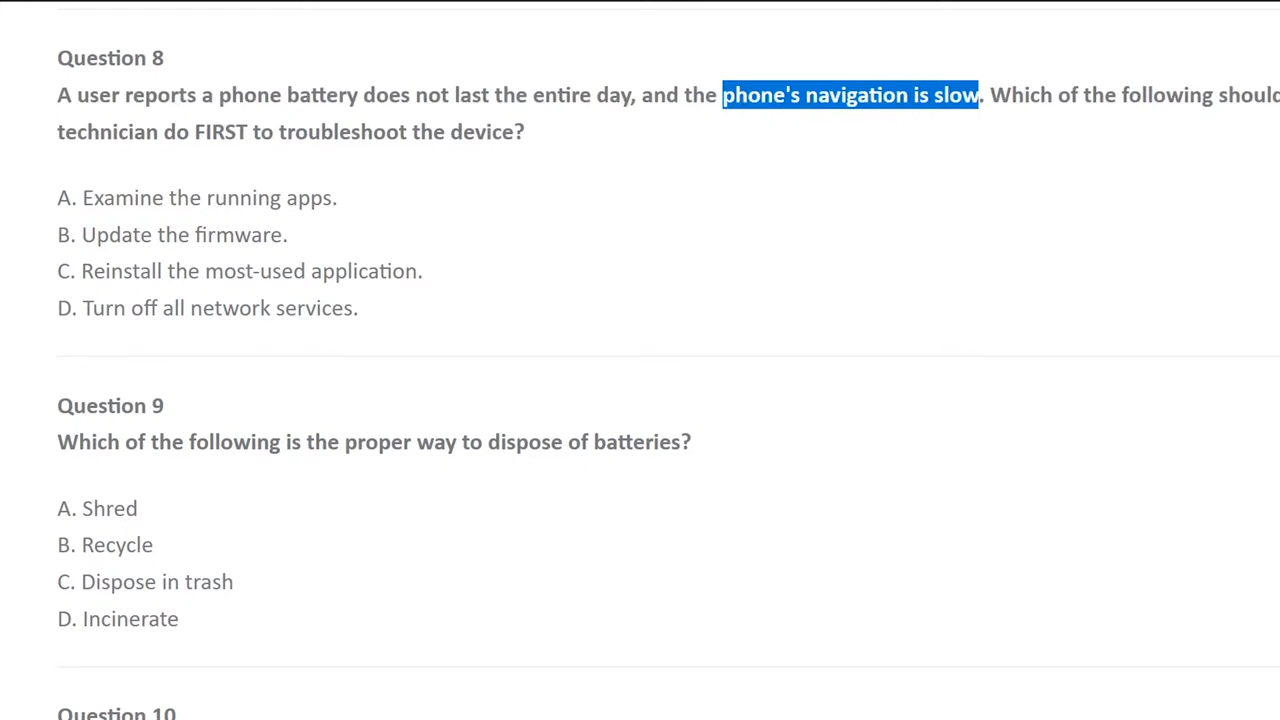 Question 8
A user reports a phone battery does not last the entire day, and the phone's navigation is slow. Which of the following should
technician do FIRST to troubleshoot the device?
A. Examine the running apps.
B. Update the firmware.
C. Reinstall the most-used application.
D. Turn off all network services.
Question 9
Which of the following is the proper way to dispose of batteries?
A. Shred
B. Recycle
C. Dispose in trash
D. Incinerate
Question 10